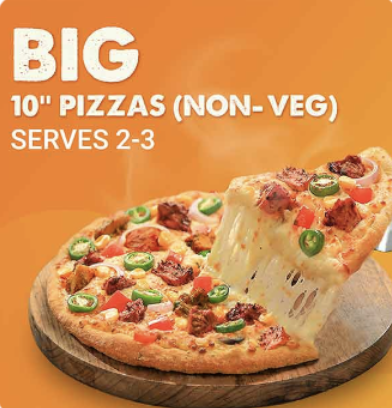 BIG
10" PIZZAS (NON-VEG)
SERVES 2-3